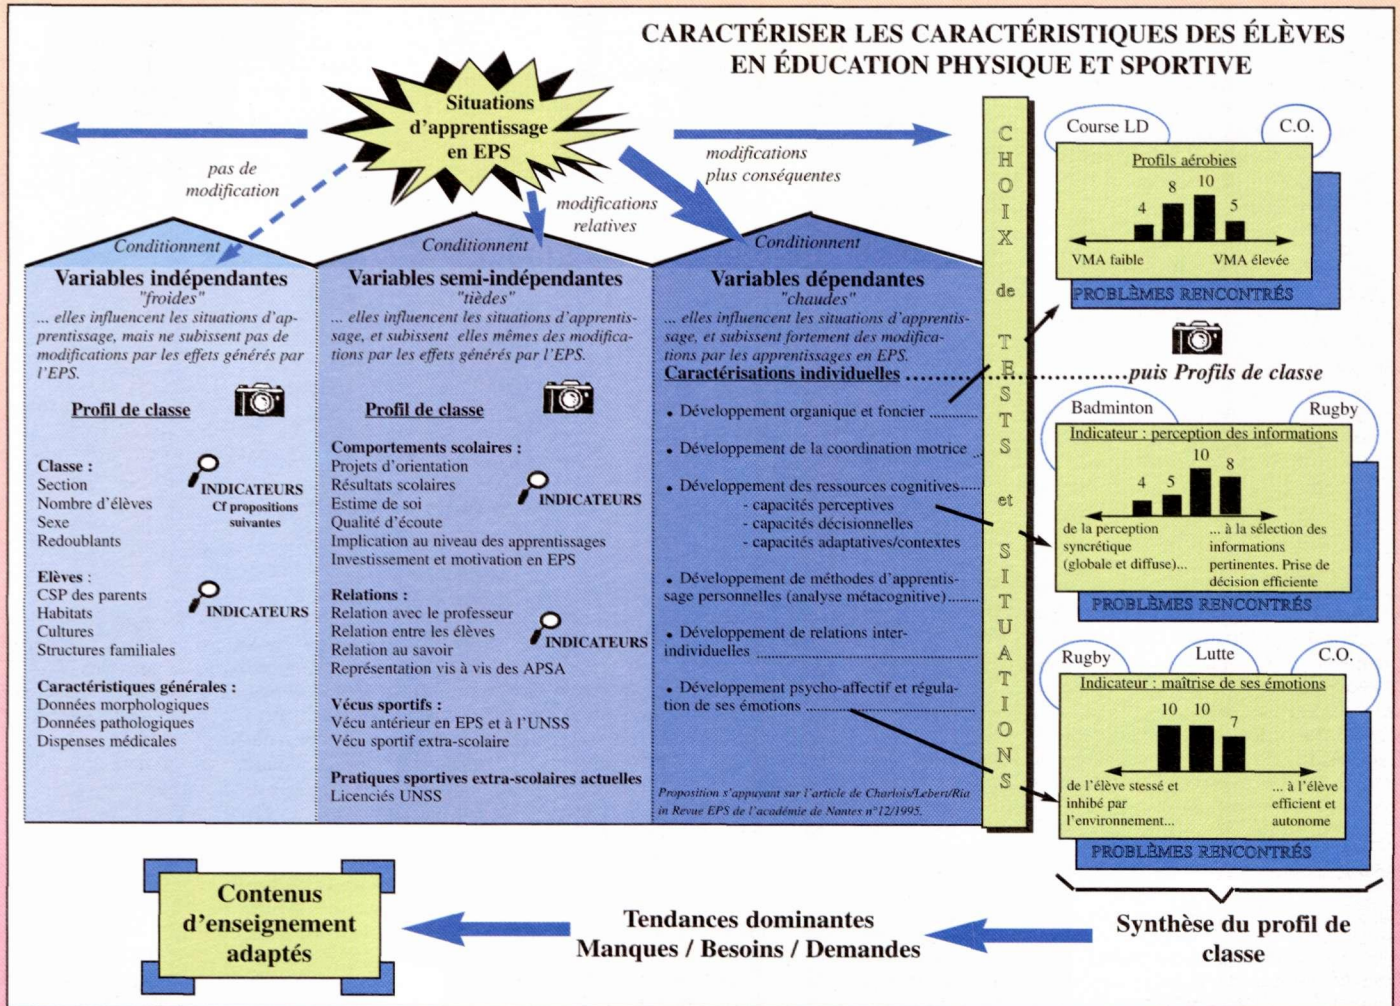 CARACTÉRISER LES CARACTÉRISTIQUES DES ÉLÈVES
EN ÉDUCATION PHYSIQUE ET SPORTIVE
Situations
d'apprentissage
en EPS
pas de
modification
modifications
relatives
modifications
plus conséquentes
Conditionnent
Variables indépendantes
"froides"
... elles influencent les situations d'ap-
prentissage, mais ne subissent pas de
modifications par les effets générés par
l'EPS.
Profil de classe
Classe :
Section
Nombre d'élèves
Sexe
Redoublants
INDICATEURS
Cf propositions
suivantes
Elèves :
CSP des parents
Habitats
Cultures
Structures familiales
INDICATEURS
Caractéristiques générales :
Données morphologiques
Données pathologiques
Dispenses médicales
Conditionnent
Variables semi-indépendantes
"tièdes"
... elles influencent les situations d'apprentis-
sage, et subissent elles mêmes des modifica-
tions par les effets générés par l'EPS.
Profil de classe
Comportements scolaires :
Projets d'orientation
Résultats scolaires
Estime de soi
Qualité d'écoute
Implication au niveau des apprentissages
Investissement et motivation en EPS
INDICATEURS
Relations :
Relation avec le professeur
Relation entre les élèves
Relation au savoir
Représentation vis à vis des APSA
INDICATEURS
Vécus sportifs :
Vécu antérieur en EPS et à l'UNSS
Vécu sportif extra-scolaire
Pratiques sportives extra-scolaires actuelles
Licenciés UNSS
Conditionnent
Variables dépendantes
"chaudes"
... elles influencent les situations d'apprentis-
sage, et subissent fortement des modifica-
tions par les apprentissages en EPS.
Caractérisations individuelles ..............................puis Profils de classe
• Développement organique et foncier ............
• Développement de la coordination motrice ..
• Développement des ressources cognitives.....
- capacités perceptives
- capacités décisionnelles
- capacités adaptatives/contextes
• Développement de méthodes d'apprentis-
sage personnelles (analyse métacognitive)......
• Développement de relations inter-
individuelles .......................................
• Développement psycho-affectif et régula-
tion de ses émotions ..............................
Proposition s'appuyant sur l'article de Charlois/Lebert/Ria
in Revue EPS de l'académie de Nantes n°12/1995.
CHOIX de TESTS et SITUATIONS
Course LD
C.O.
Profils aérobies
4 8 10 5
VMA faible VMA élevée
PROBLÈMES RENCONTRÉS
Badminton
Rugby
Indicateur : perception des informations
4 5 10 8
de la perception
syncrétique
(globale et diffuse)...
... à la sélection des
informations
pertinentes. Prise de
décision efficiente
PROBLÈMES RENCONTRÉS
Rugby
Lutte
C.O.
Indicateur : maîtrise de ses émotions
10 10 7
de l'élève stressé et
inhibé par
l'environnement...
... à l'élève
efficient et
autonome
PROBLÈMES RENCONTRÉS
Synthèse du profil de
classe
Tendances dominantes
Manques / Besoins / Demandes
Contenus
d'enseignement
adaptés